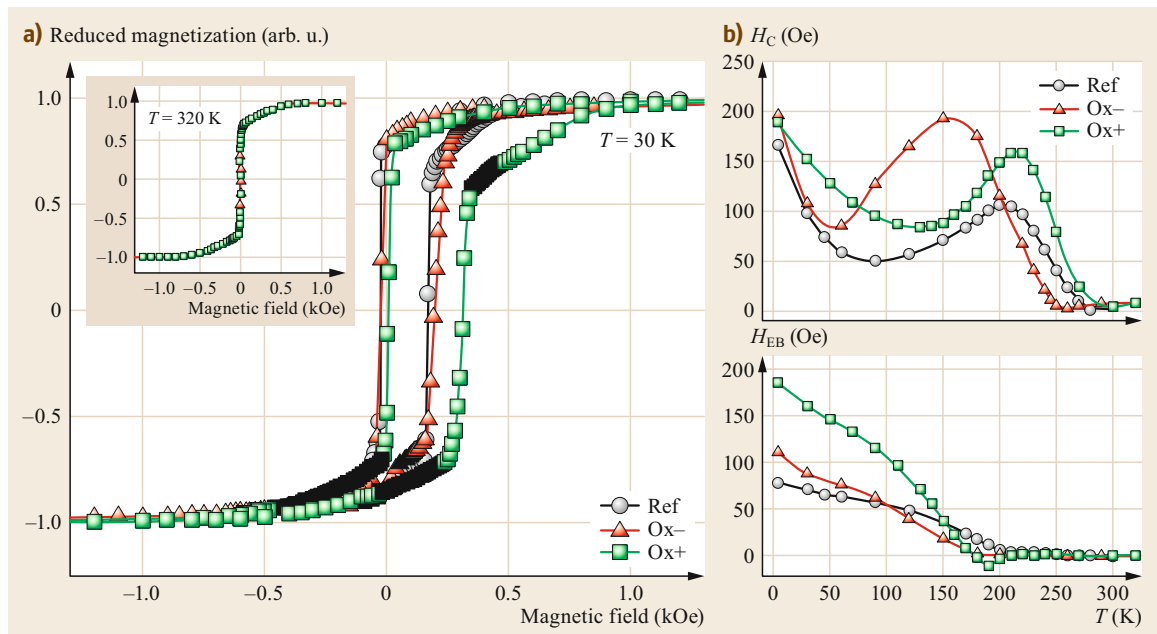 a) Reduced magnetization (arb. u.)
1.0
0.5
0
−0.5
−1.0
−1.0
−0.5
0
0.5
1.0
Magnetic field (kOe)
T = 30 K
Ref
Ox−
Ox+
T = 320 K
1.0
0.5
0
−0.5
−1.0
−1.0
−0.5
0
0.5
1.0
Magnetic field (kOe)
b) HC (Oe)
250
200
150
100
50
0
Ref
Ox−
Ox+
HEB (Oe)
200
150
100
50
0
0
50
100
150
200
250
300
T (K)